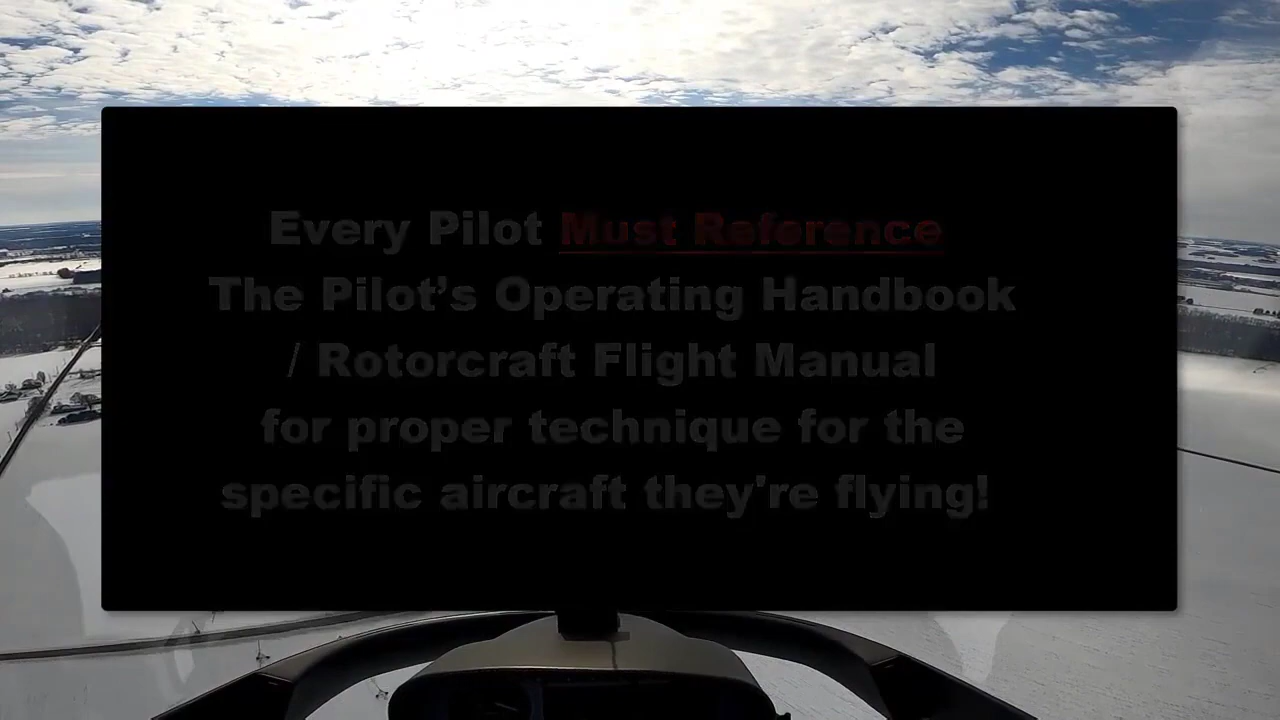 Every Pilot Must Reference
The Pilot’s Operating Handbook
/ Rotorcraft Flight Manual
for proper technique for the
specific aircraft they're flying!